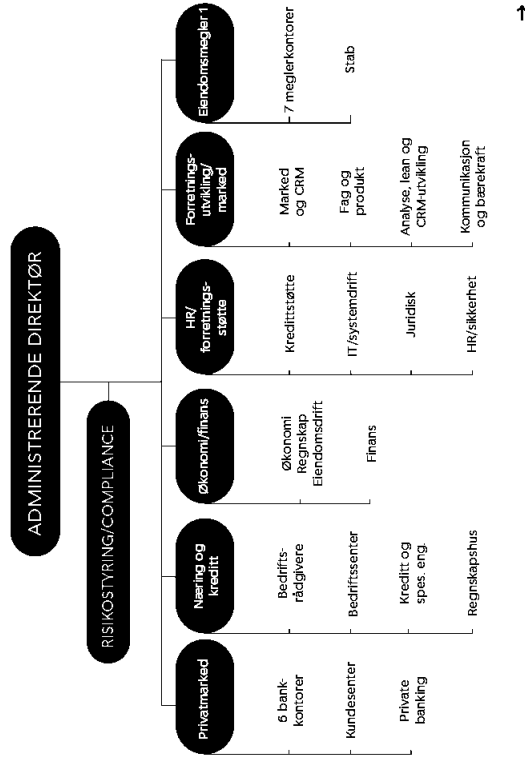 ADMINISTRERENDE DIREKTØR
RISIKOSTYRING/COMPLIANCE
Privatmarked
6 bank-
kontorer
Kundesenter
Private
banking
Næring og
kreditt
Bedrifts-
rådgivere
Bedriftssenter
Kreditt og
spes. eng.
Regnskapshus
Økonomi/finans
Økonomi
Regnskap
Eiendomsdrift
Finans
HR/
forretnings-
støtte
Kredittstøtte
IT/systemdrift
Juridisk
HR/sikkerhet
Forretnings-
utvikling/
marked
Marked
og CRM
Fag og
produkt
Analyse, lean og
CRM-utvikling
Kommunikasjon
og bærekraft
Eiendomsmegler 1
7 meglerkontorer
Stab